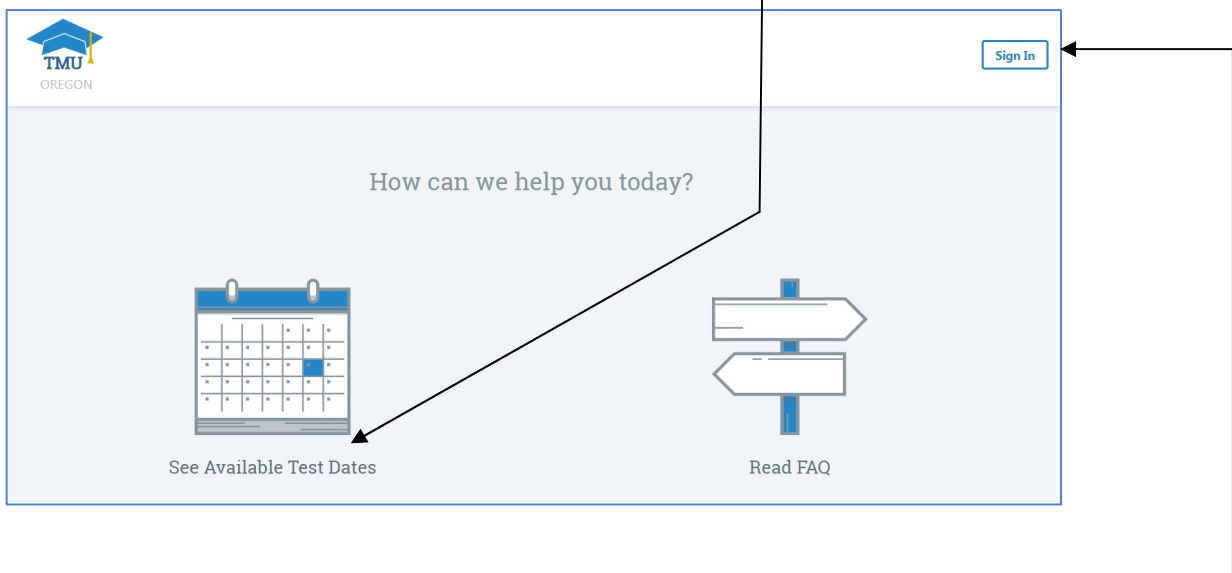 TMU
OREGON
Sign In
How can we help you today?
See Available Test Dates
Read FAQ